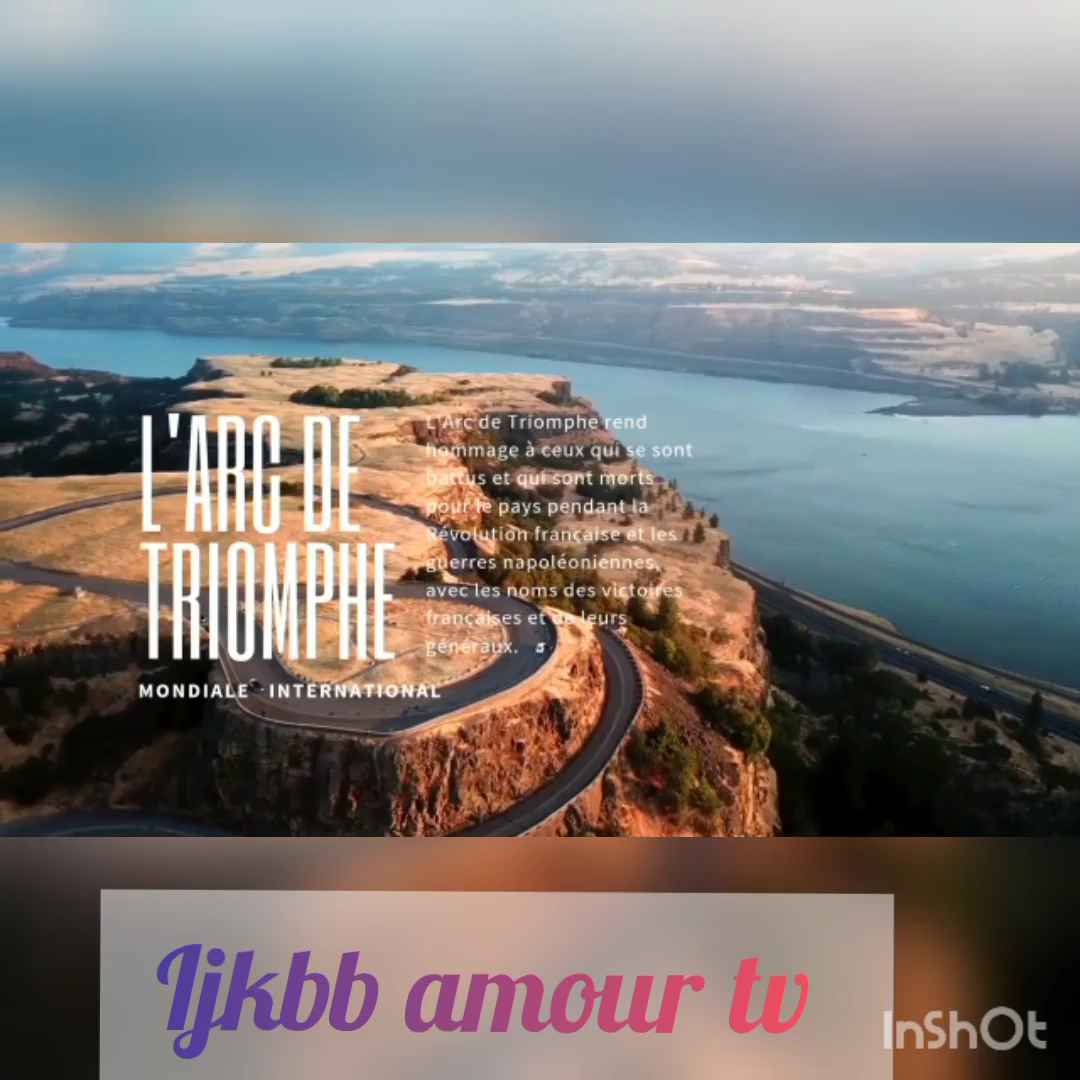 L'ARC DE
TRIOMPHE
MONDIALE INTERNATIONAL
L'Arc de Triomphe rend
hommage à ceux qui se sont
battus et qui sont morts
pour le pays pendant la
Révolution française et les
guerres napoléoniennes,
avec les noms des victoires
françaises et de leurs
généraux.
Ijkbb amour tv
InShOt